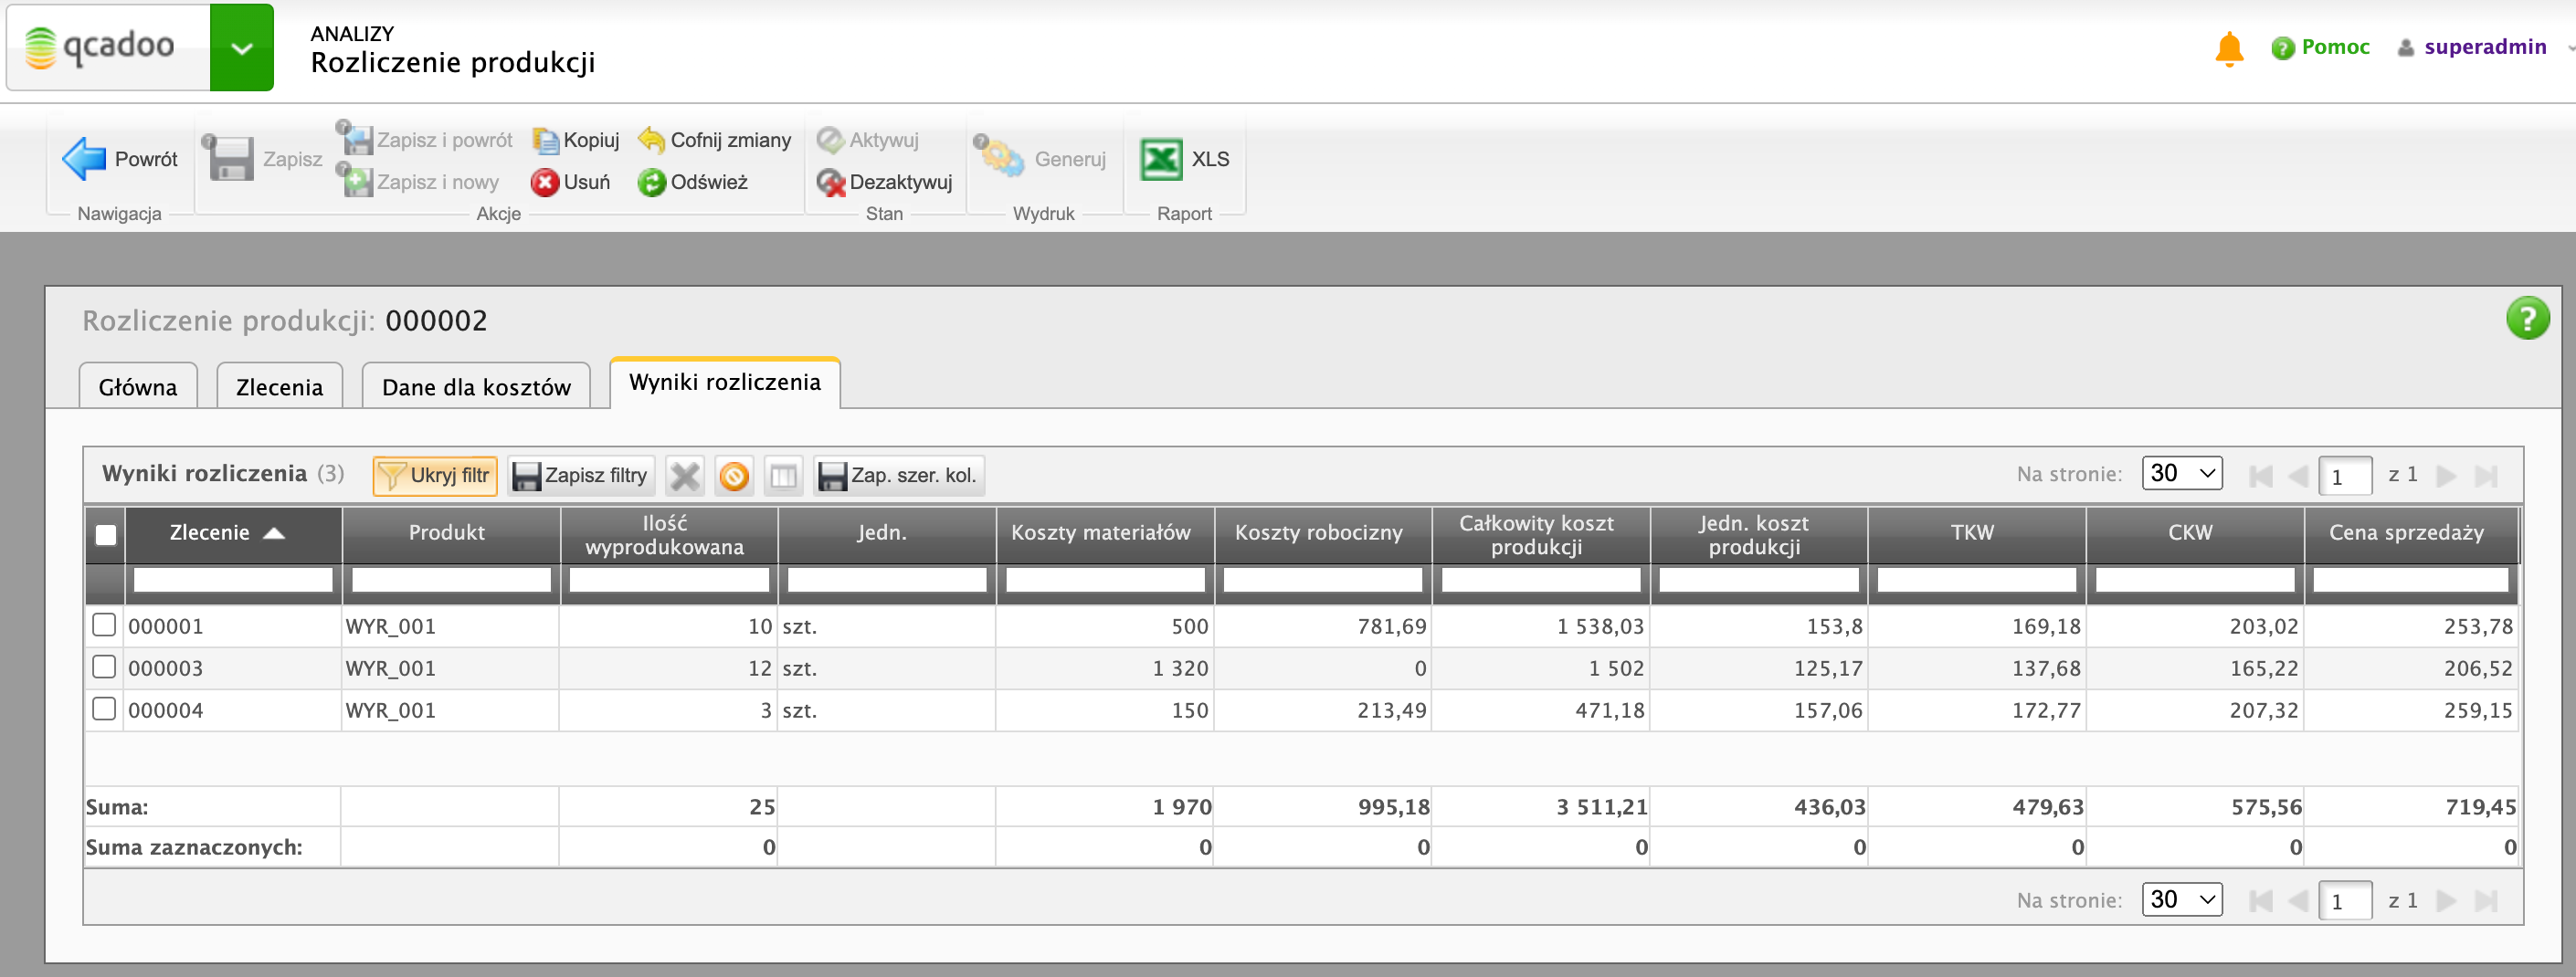 qcadoo
ANALIZY
Rozliczenie produkcji
Pomoc superadmin
Powrót
Nawigacja
Zapisz
Zapisz i powrót
Zapisz i nowy
Kopiuj
Usuń
Cofnij zmiany
Odśwież
Akcje
Aktywuj
Dezaktywuj
Stan
Generuj
Wydruk
XLS
Raport
Rozliczenie produkcji: 000002
Główna Zlecenia Dane dla kosztów Wyniki rozliczenia
Wyniki rozliczenia (3) Ukryj filtr Zapisz filtry Zap. szer. kol. Na stronie: 30 1 z 1
Zlecenie Produkt Ilość wyprodukowana Jedn. Koszty materiałów Koszty robocizny Całkowity koszt produkcji Jedn. koszt produkcji TKW CKW Cena sprzedaży
000001 WYR_001 10 szt. 500 781,69 1 538,03 153,8 169,18 203,02 253,78
000003 WYR_001 12 szt. 1 320 0 1 502 125,17 137,68 165,22 206,52
000004 WYR_001 3 szt. 150 213,49 471,18 157,06 172,77 207,32 259,15
Suma: 25 1 970 995,18 3 511,21 436,03 479,63 575,56 719,45
Suma zaznaczonych: 0 0 0 0 0 0 0 0
Na stronie: 30 1 z 1